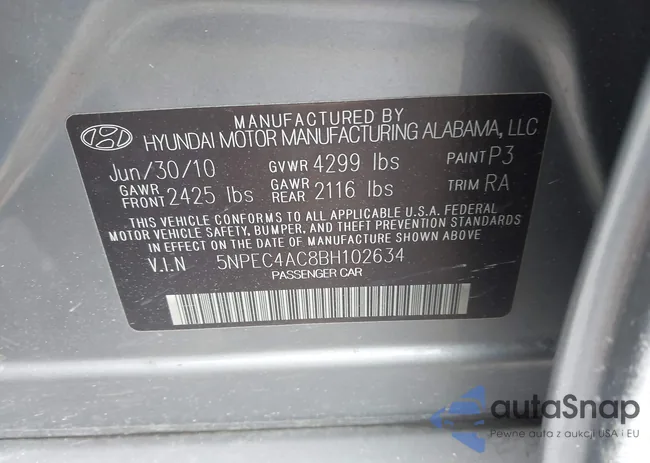 MANUFACTURED BY
HYUNDAI MOTOR MANUFACTURING ALABAMA, LLC
Jun/30/10 GVWR 4299 lbs PAINT P3
GAWR FRONT 2425 lbs GAWR REAR 2116 lbs TRIM RA
THIS VEHICLE CONFORMS TO ALL APPLICABLE U.S.A. FEDERAL
MOTOR VEHICLE SAFETY, BUMPER, AND THEFT PREVENTION STANDARDS
IN EFFECT ON THE DATE OF MANUFACTURE SHOWN ABOVE.
V.I.N 5NPEC4AC8BH102634
PASSENGER CAR
autoSnap
Pewne auta z aukcji USA i EU